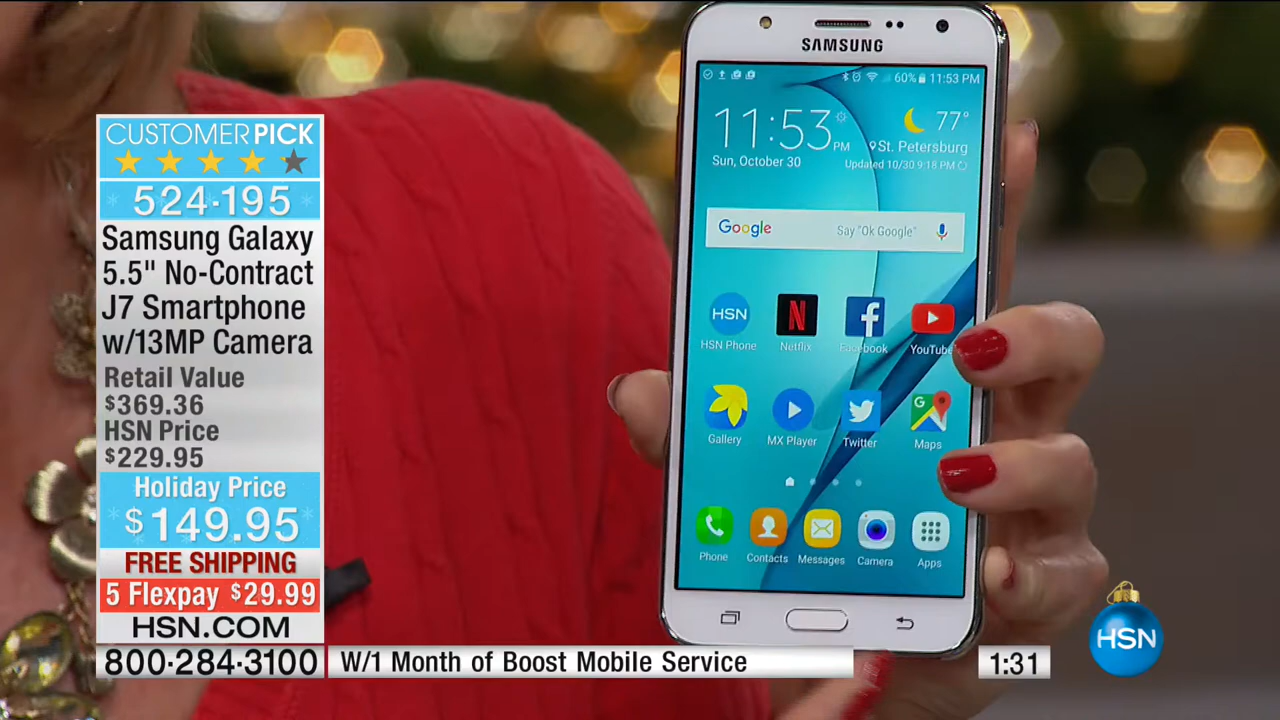 CUSTOMER PICK
524-195
Samsung Galaxy
5.5" No-Contract
J7 Smartphone
w/13MP Camera
Retail Value
$369.36
HSN Price
$229.95
Holiday Price
$149.95
FREE SHIPPING
5 Flexpay $29.99
HSN.COM
800-284-3100
W/1 Month of Boost Mobile Service
1:31
HSN
SAMSUNG
60% 11:53 PM
11:53 PM
Sun, October 30
77°
St. Petersburg
Updated 10/30 9:18 PM
Google Say "Ok Google"
HSN
HSN Phone
Netflix
Facebook
YouTube
Gallery
MX Player
Twitter
Maps
Phone
Contacts
Messages
Camera
Apps